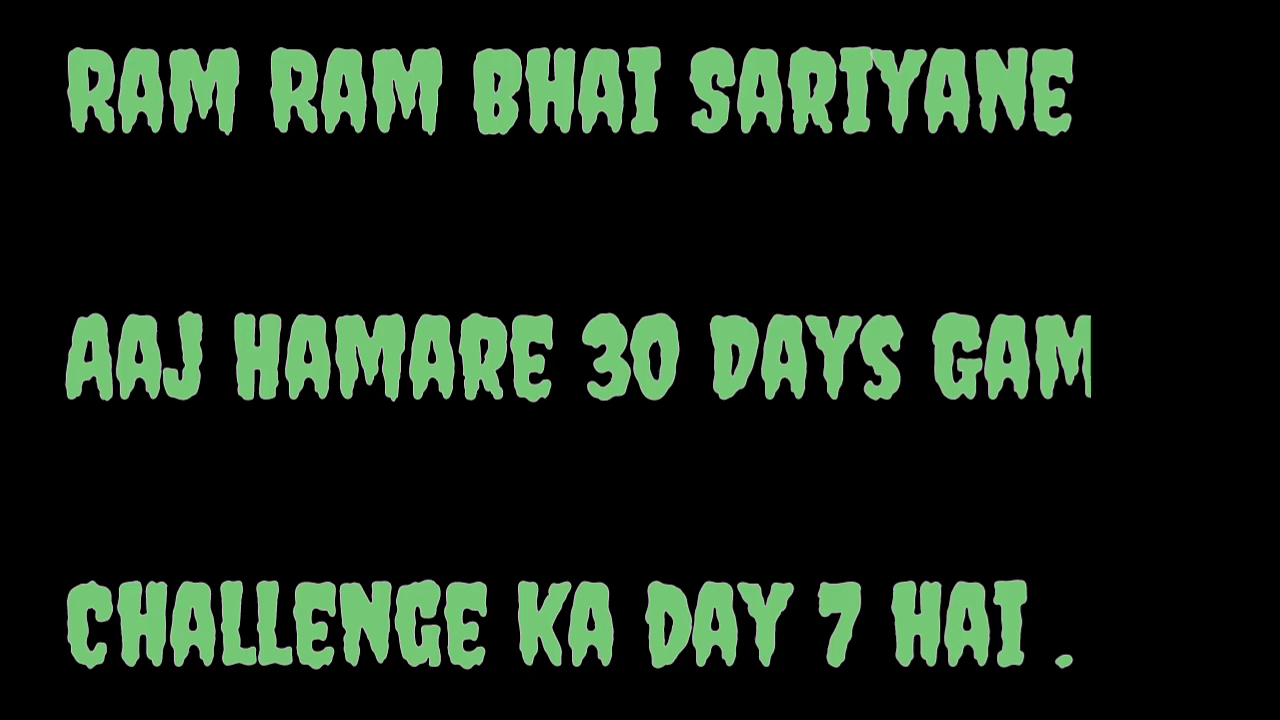 RAM RAM BHAI SARIYANE
AAJ HAMARE 30 DAYS GAM
CHALLENGE KA DAY 7 HAI .